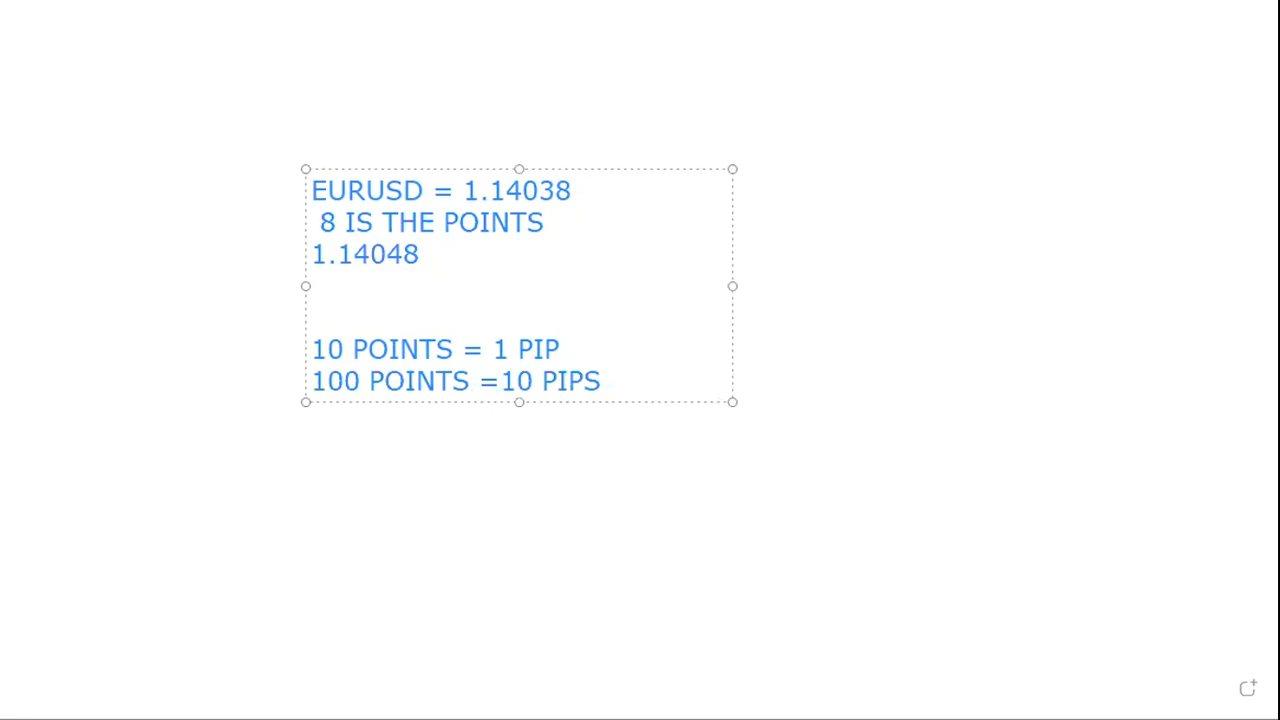 EURUSD = 1.14038
8 IS THE POINTS
1.14048
10 POINTS = 1 PIP
100 POINTS =10 PIPS